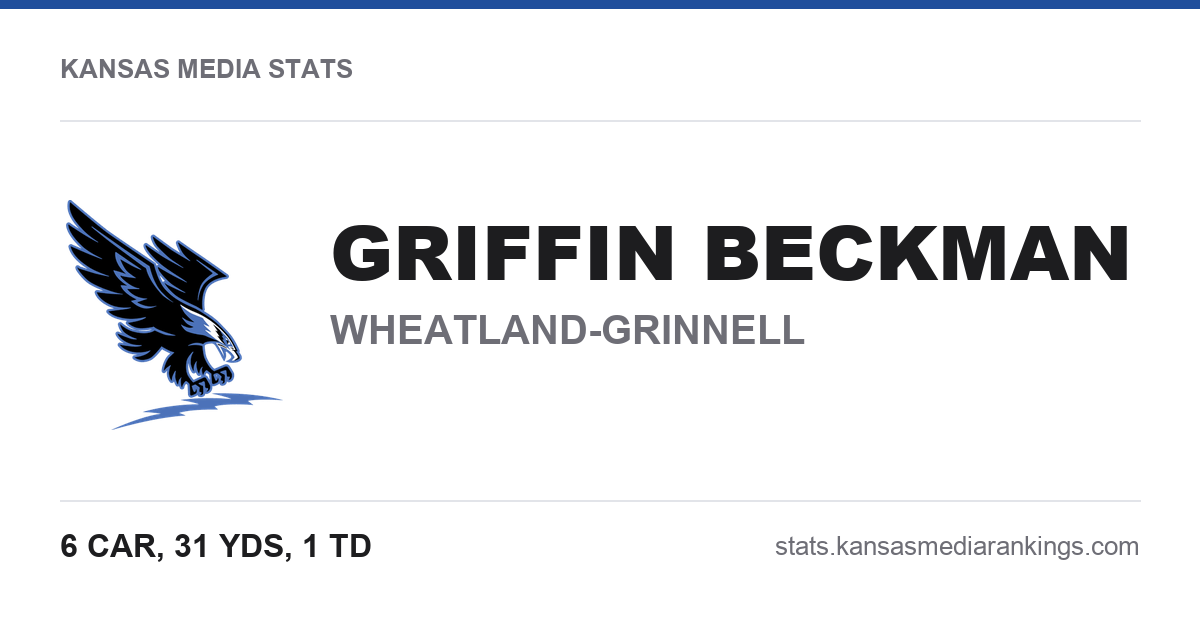 KANSAS MEDIA STATS
GRIFFIN BECKMAN
WHEATLAND-GRINNELL
6 CAR, 31 YDS, 1 TD
stats.kansasmediarankings.com